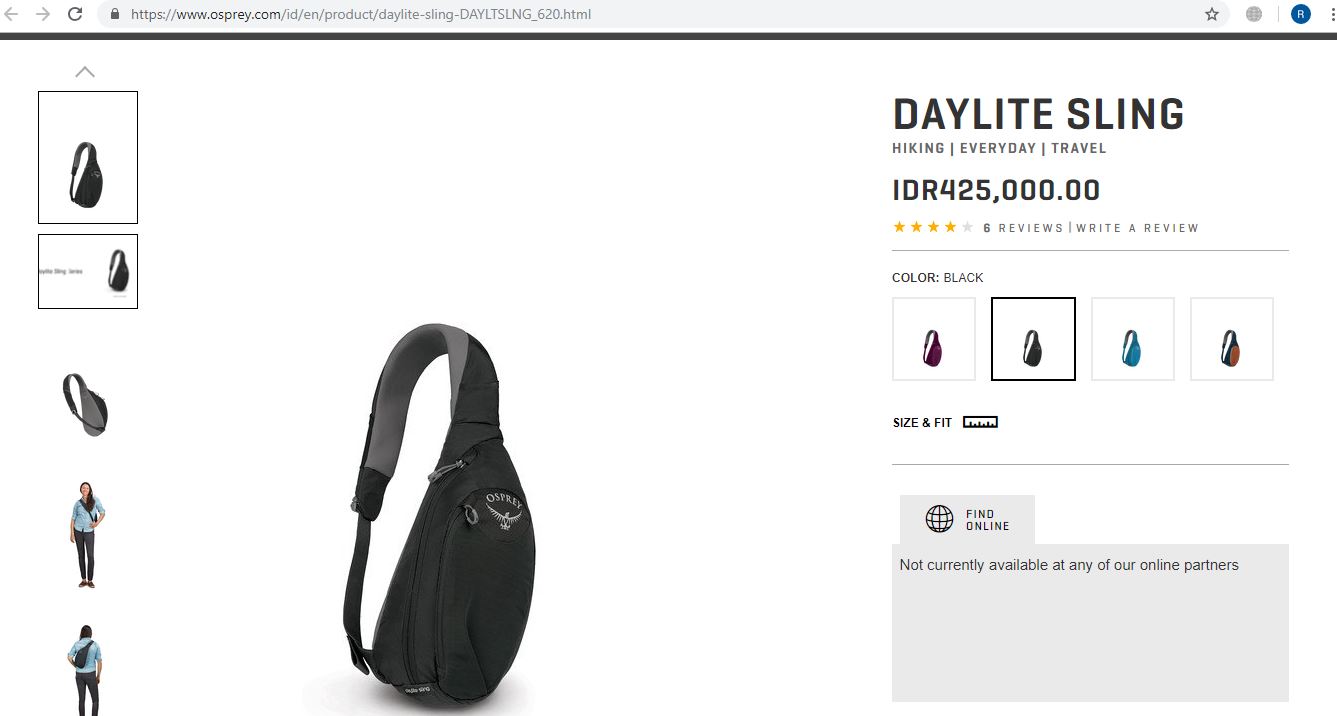 https://www.osprey.com/id/en/product/daylite-sling-DAYLTSLNG_620.html
R
DAYLITE SLING
HIKING | EVERYDAY | TRAVEL
IDR425,000.00
6 REVIEWS | WRITE A REVIEW
COLOR: BLACK
SIZE & FIT
FIND
ONLINE
Not currently available at any of our online partners
aylite Sling Series
OSPREY
daylite sling